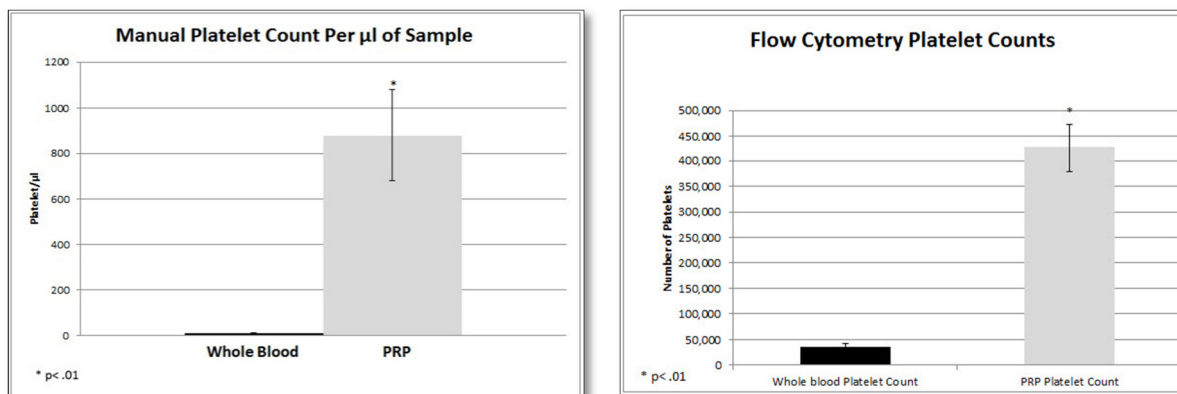 Manual Platelet Count Per µl of Sample
1200
1000
800
600
400
200
0
Platelet/µl
*
Whole Blood PRP
* p< .01
Flow Cytometry Platelet Counts
500,000
450,000
400,000
350,000
300,000
250,000
200,000
150,000
100,000
50,000
0
Number of Platelets
*
Whole blood Platelet Count PRP Platelet Count
* p< .01